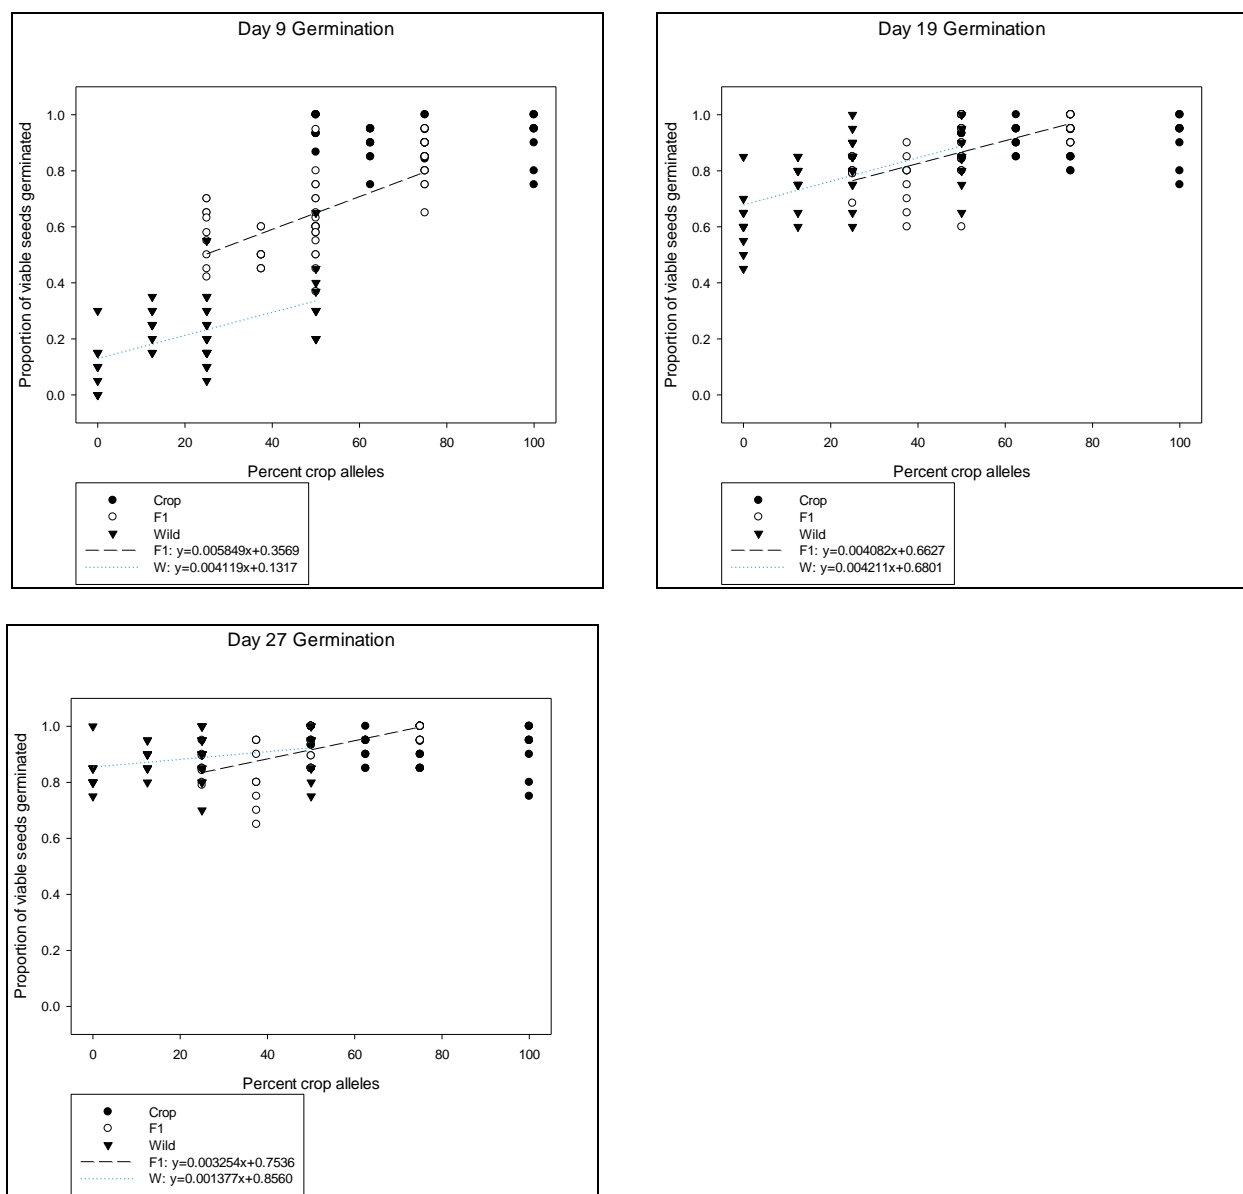 Day 9 Germination
Proportion of viable seeds germinated
1.0
0.8
0.6
0.4
0.2
0.0
0 20 40 60 80 100
Percent crop alleles
Crop
F1
Wild
F1: y=0.005849x+0.3569
W: y=0.004119x+0.1317
Day 19 Germination
Proportion of viable seeds germinated
1.0
0.8
0.6
0.4
0.2
0.0
0 20 40 60 80 100
Percent crop alleles
Crop
F1
Wild
F1: y=0.004082x+0.6627
W: y=0.004211x+0.6801
Day 27 Germination
Proportion of viable seeds germinated
1.0
0.8
0.6
0.4
0.2
0.0
0 20 40 60 80 100
Percent crop alleles
Crop
F1
Wild
F1: y=0.003254x+0.7536
W: y=0.001377x+0.8560